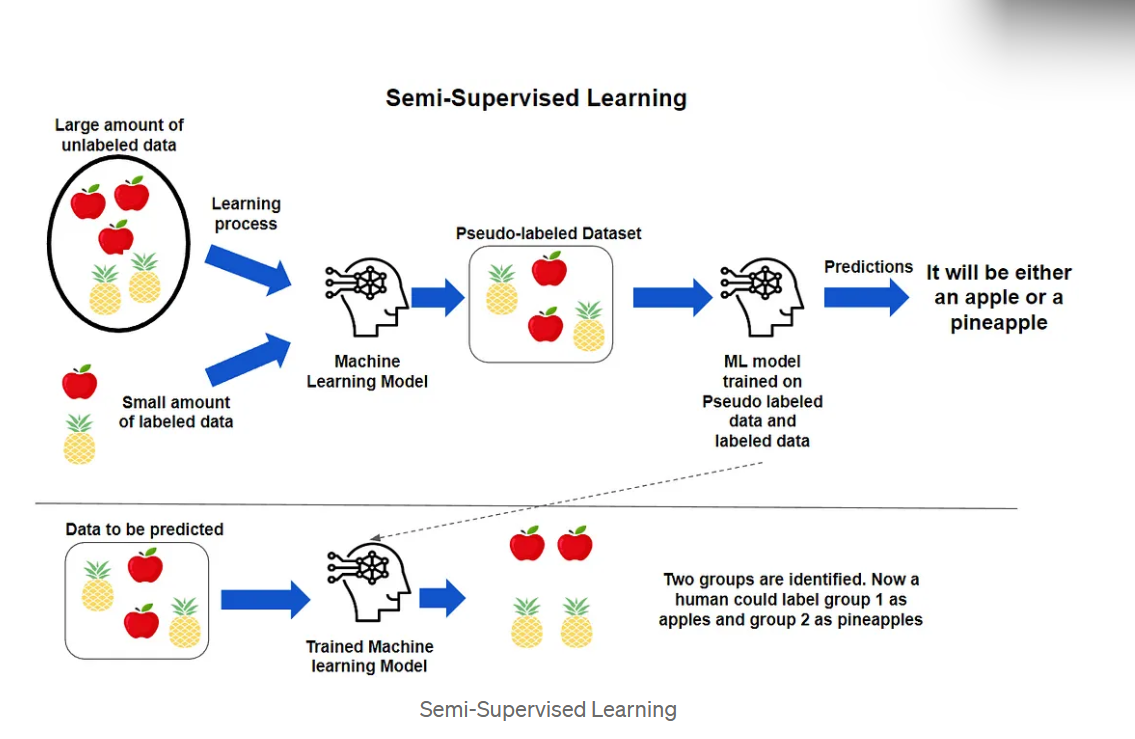 Semi-Supervised Learning
Large amount of
unlabeled data
Learning
process
Pseudo-labeled Dataset
Predictions
It will be either
an apple or a
pineapple
Machine
Learning Model
ML model
trained on
Pseudo labeled
data and
labeled data
Small amount
of labeled data
Data to be predicted
Two groups are identified. Now a
human could label group 1 as
apples and group 2 as pineapples
Trained Machine
learning Model
Semi-Supervised Learning